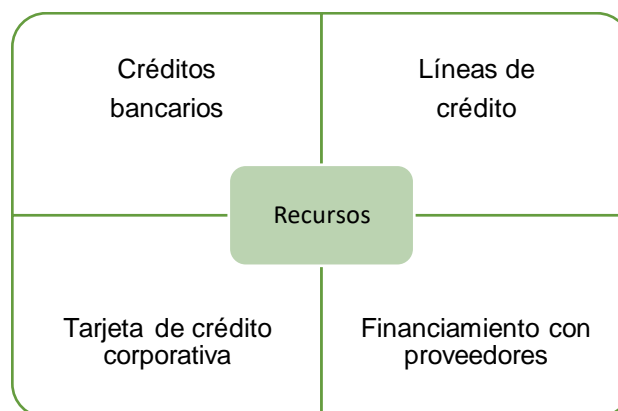 Créditos
bancarios
Líneas de
crédito
Recursos
Tarjeta de crédito
corporativa
Financiamiento con
proveedores